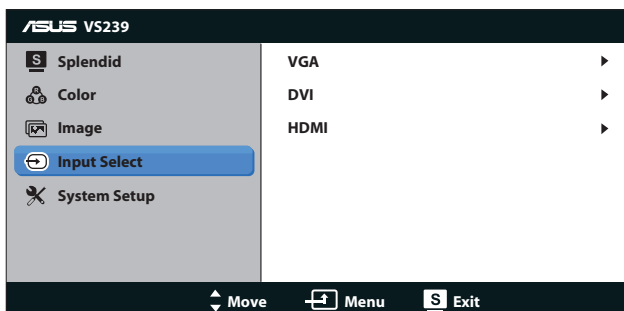 ASUS VS239
S Splendid
VGA
Color
DVI
Image
HDMI
Input Select
System Setup
Move Menu S Exit